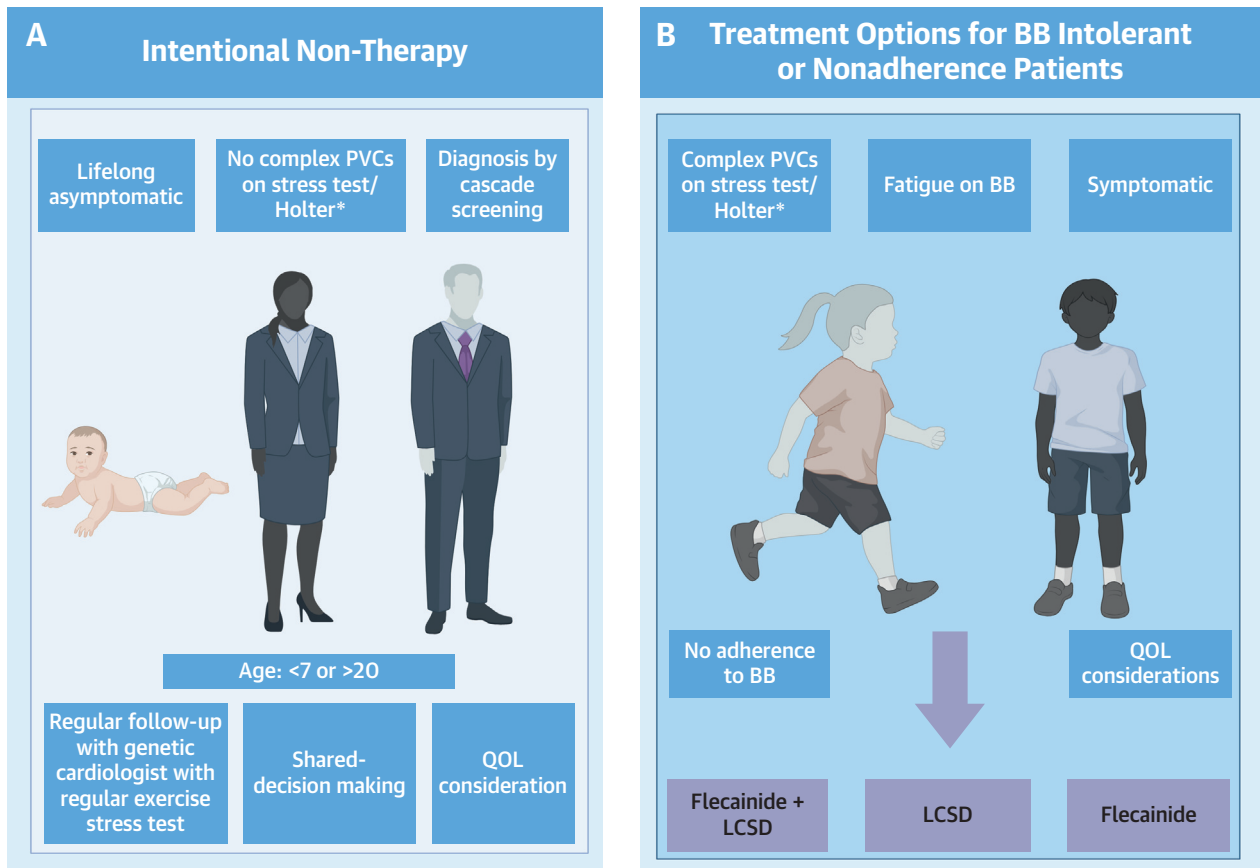 A
Intentional Non-Therapy
Lifelong
asymptomatic
No complex PVCs
on stress test/
Holter*
Diagnosis by
cascade
screening
Age: <7 or >20
Regular follow-up
with genetic
cardiologist with
regular exercise
stress test
Shared-
decision making
QOL
consideration
B
Treatment Options for BB Intolerant
or Nonadherence Patients
Complex PVCs
on stress test/
Holter*
Fatigue on BB
Symptomatic
No adherence
to BB
QOL
considerations
Flecainide +
LCSD
LCSD
Flecainide